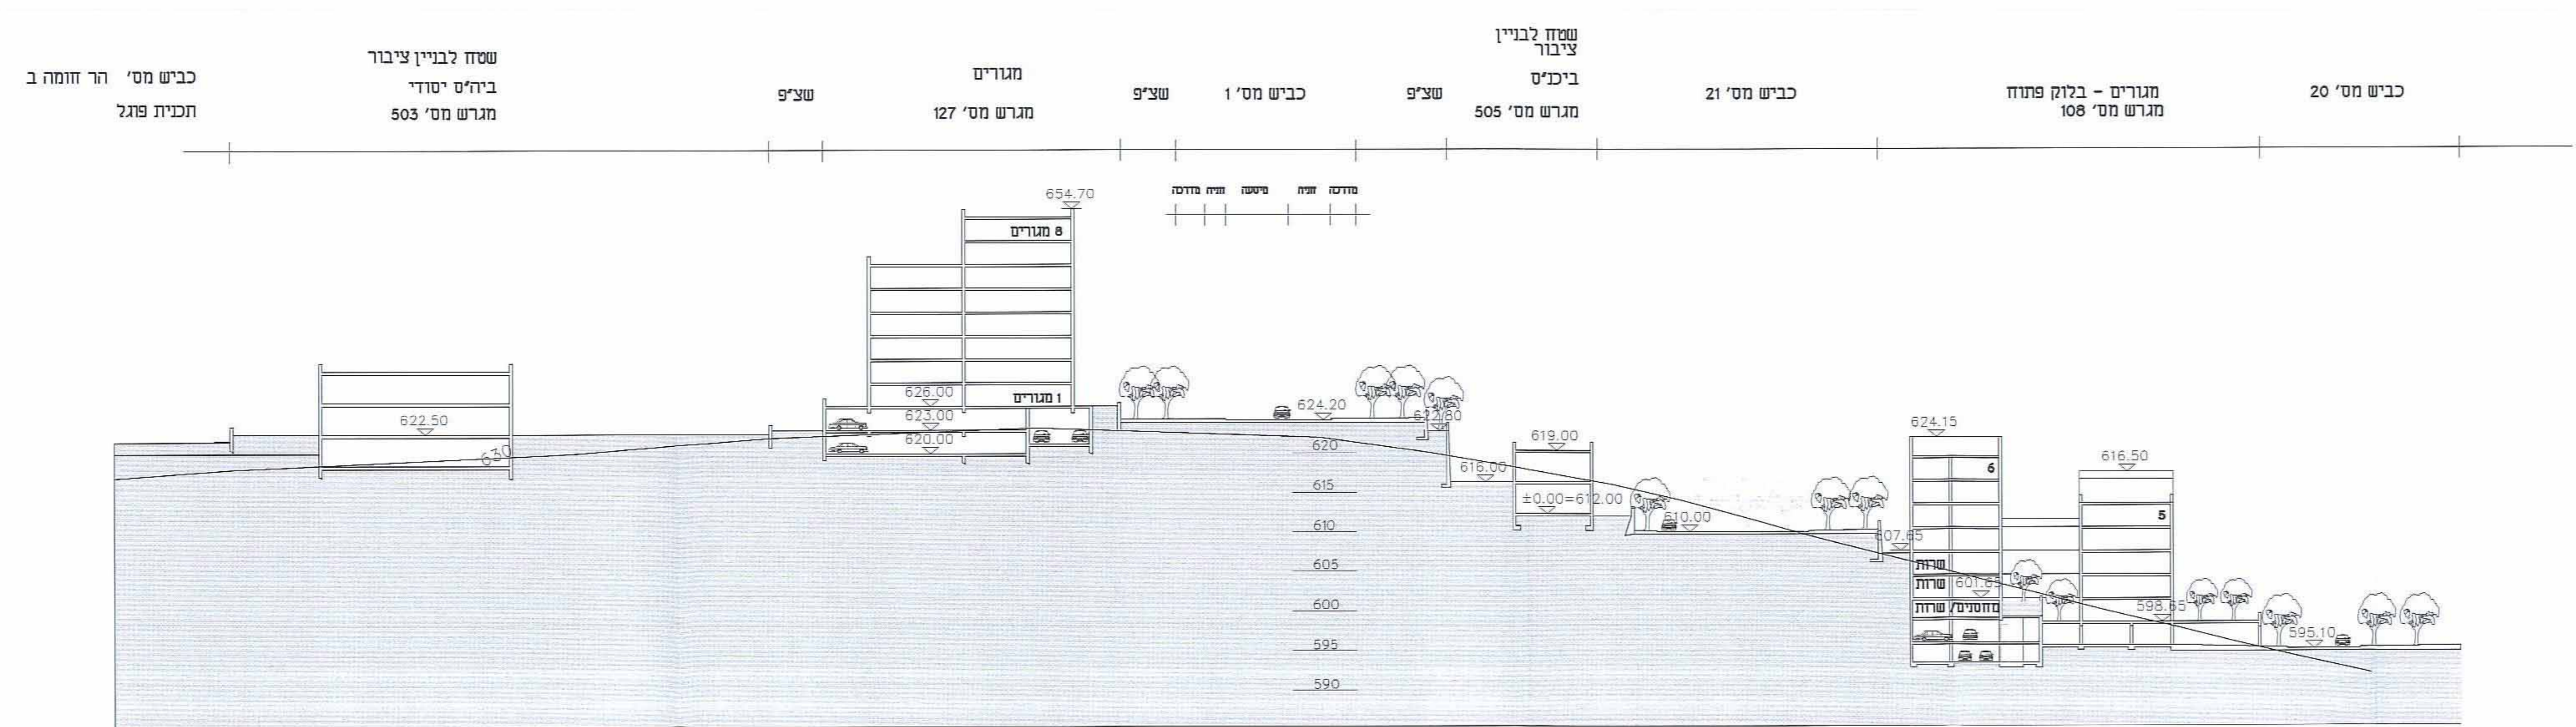 כביש מס' 20
מגורים - בלוק פתוח
מגרש מס' 108
כביש מס' 21
שטח לבניין
ציבור
ביכנ"ס
מגרש מס' 505
שצ"פ
כביש מס' 1
שצ"פ
מגורים
מגרש מס' 127
שצ"פ
שטח לבניין ציבור
ביה"ס יסודי
מגרש מס' 503
כביש מס' הר חומה ב
תכנית פוגל
מדרכה חניה מיסעה חניה מדרכה
654.70
8 מגורים
1 מגורים
626.00
623.00
620.00
622.50
630
624.20
622.80
620
615
610
605
600
595
590
619.00
616.00
±0.00=612.00
610.00
607.65
624.15
6
שרות
שרות
מחסנים/ שרות
601.65
616.50
5
598.65
595.10